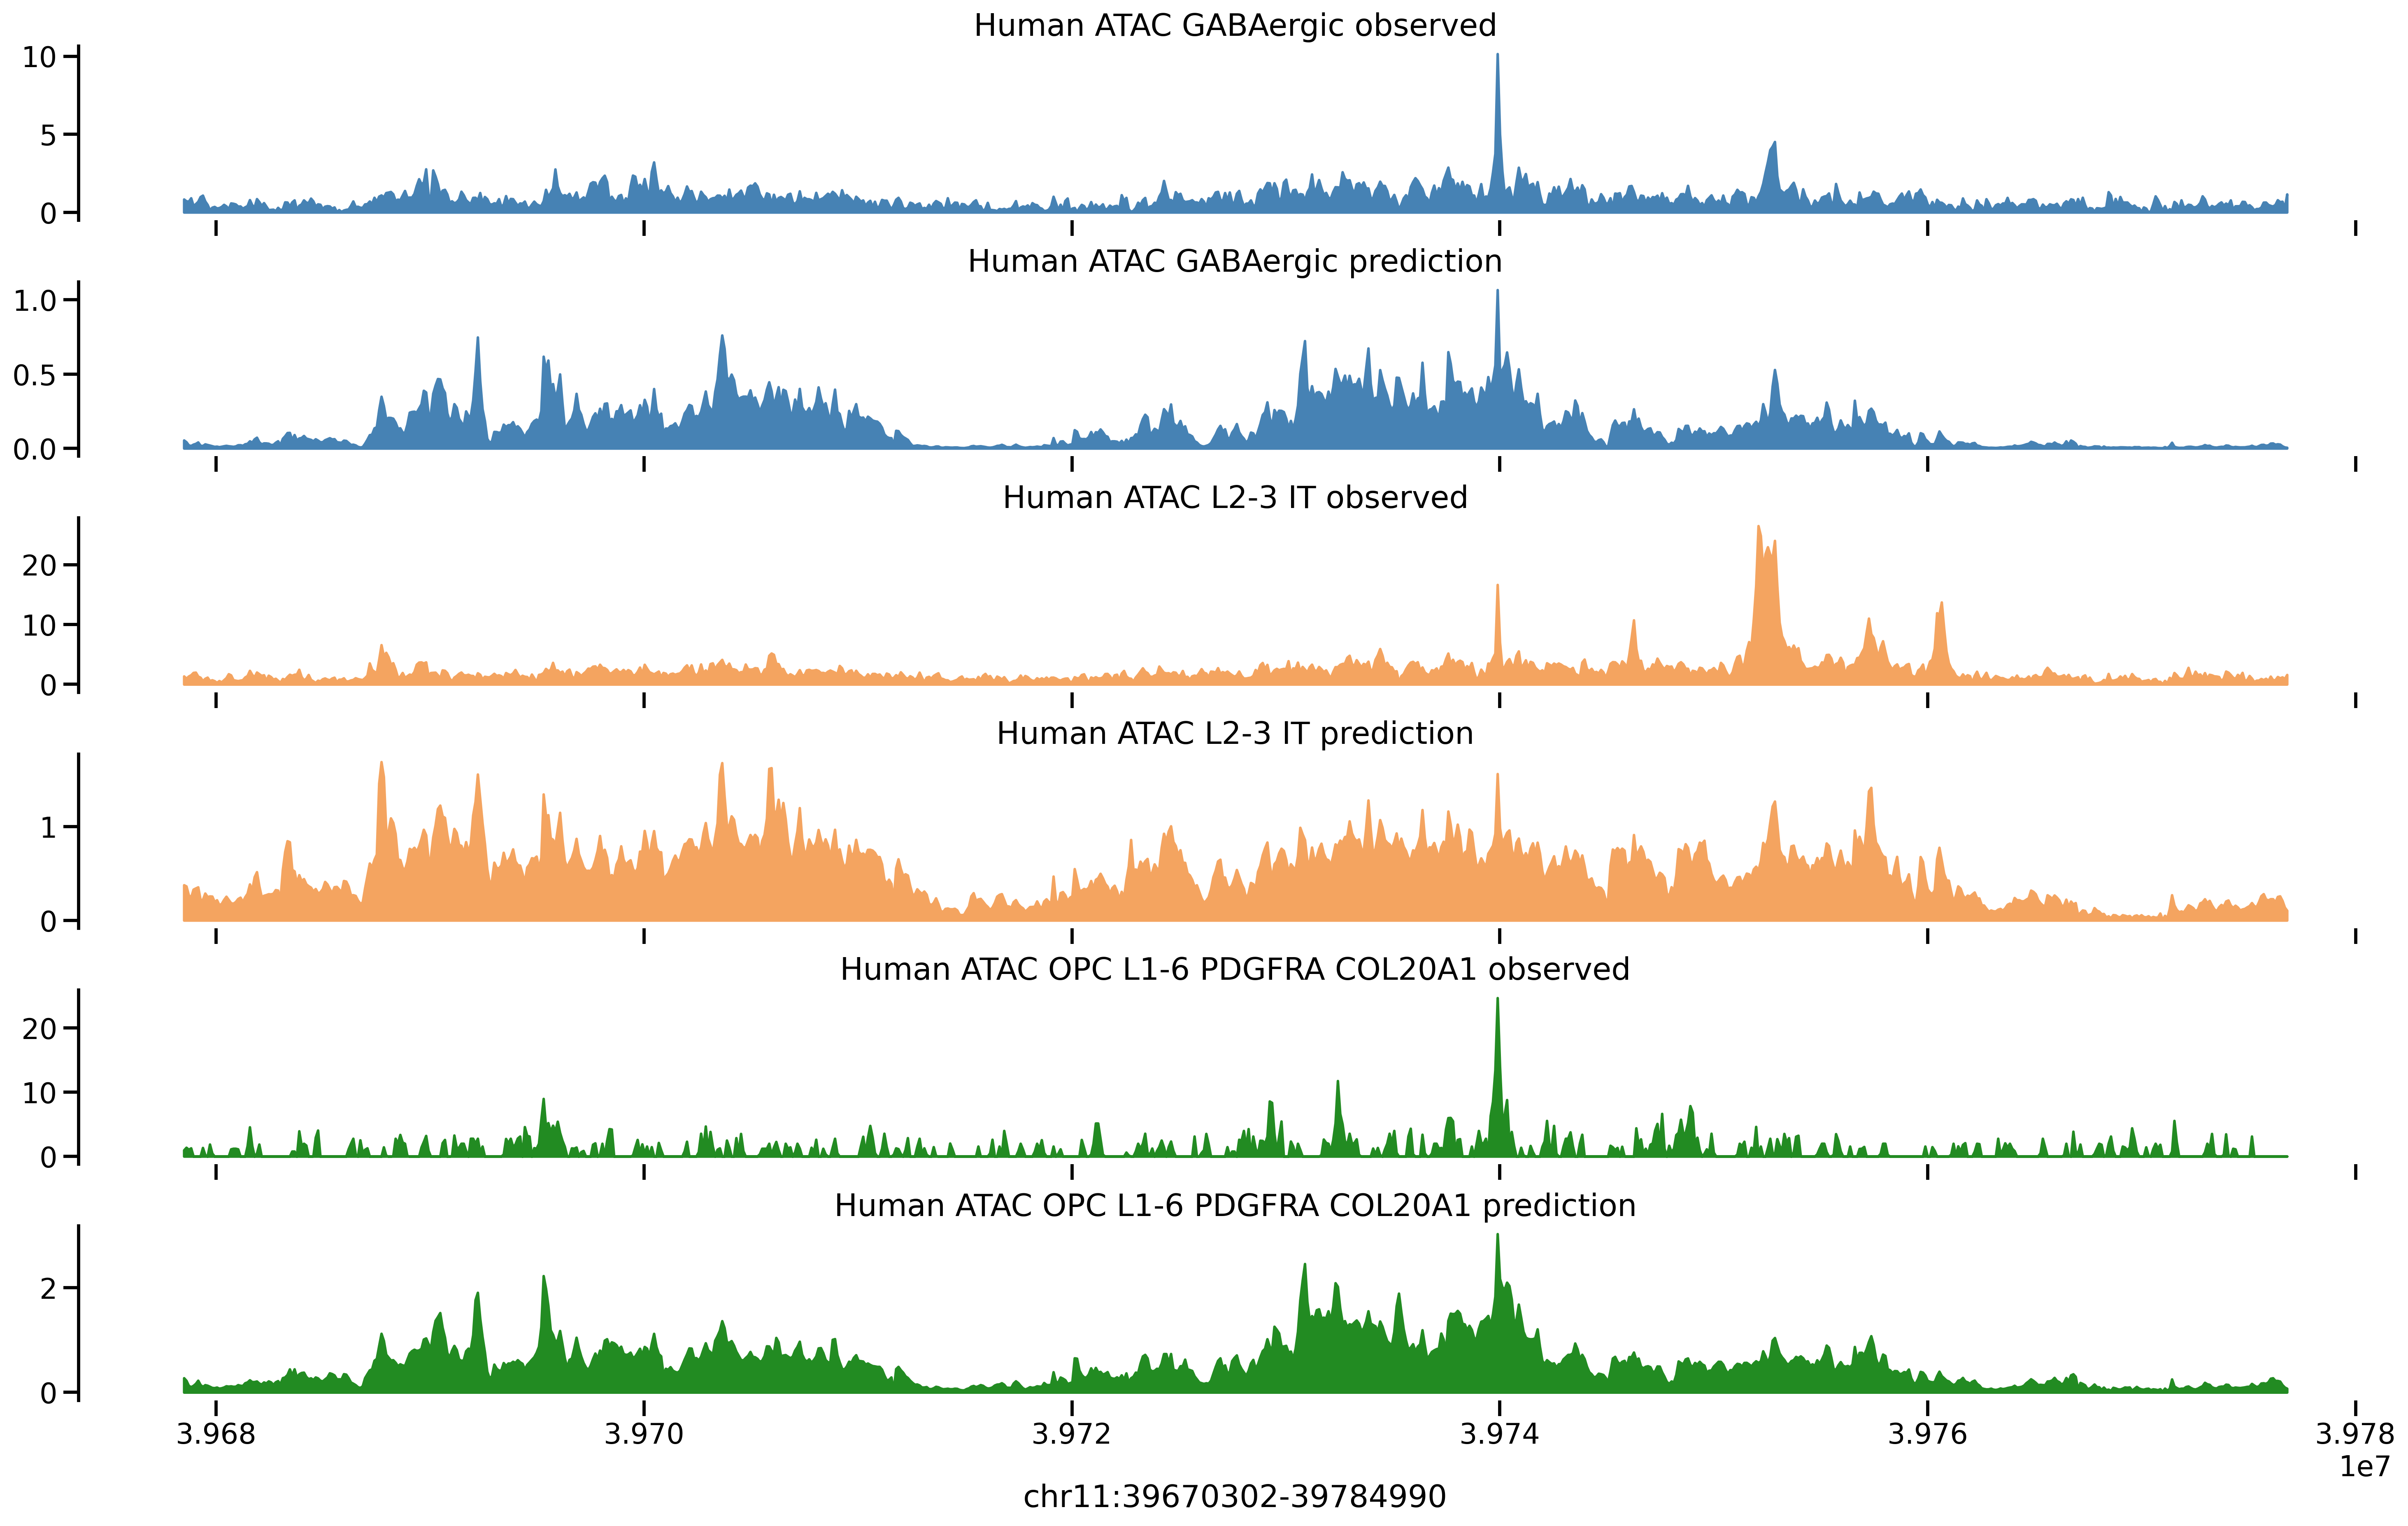 Human ATAC GABAergic observed
10
5
0
Human ATAC GABAergic prediction
1.0
0.5
0.0
Human ATAC L2-3 IT observed
20
10
0
Human ATAC L2-3 IT prediction
1
0
Human ATAC OPC L1-6 PDGFRA COL20A1 observed
20
10
0
Human ATAC OPC L1-6 PDGFRA COL20A1 prediction
2
0
3.968 3.970 3.972 3.974 3.976 3.978
1e7
chr11:39670302-39784990